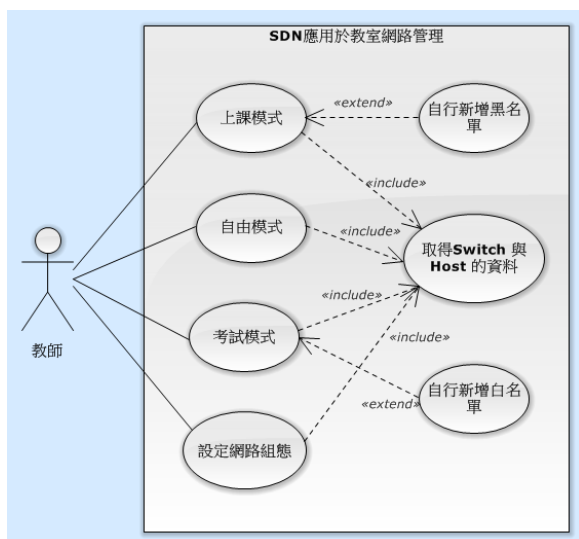 SDN應用於教室網路管理
上課模式
«extend»
自行新增黑名
單
«include»
自由模式
«include»
取得Switch 與
Host 的資料
教師
«include»
考試模式
«include»
自行新增白名
單
«extend»
設定網路組態